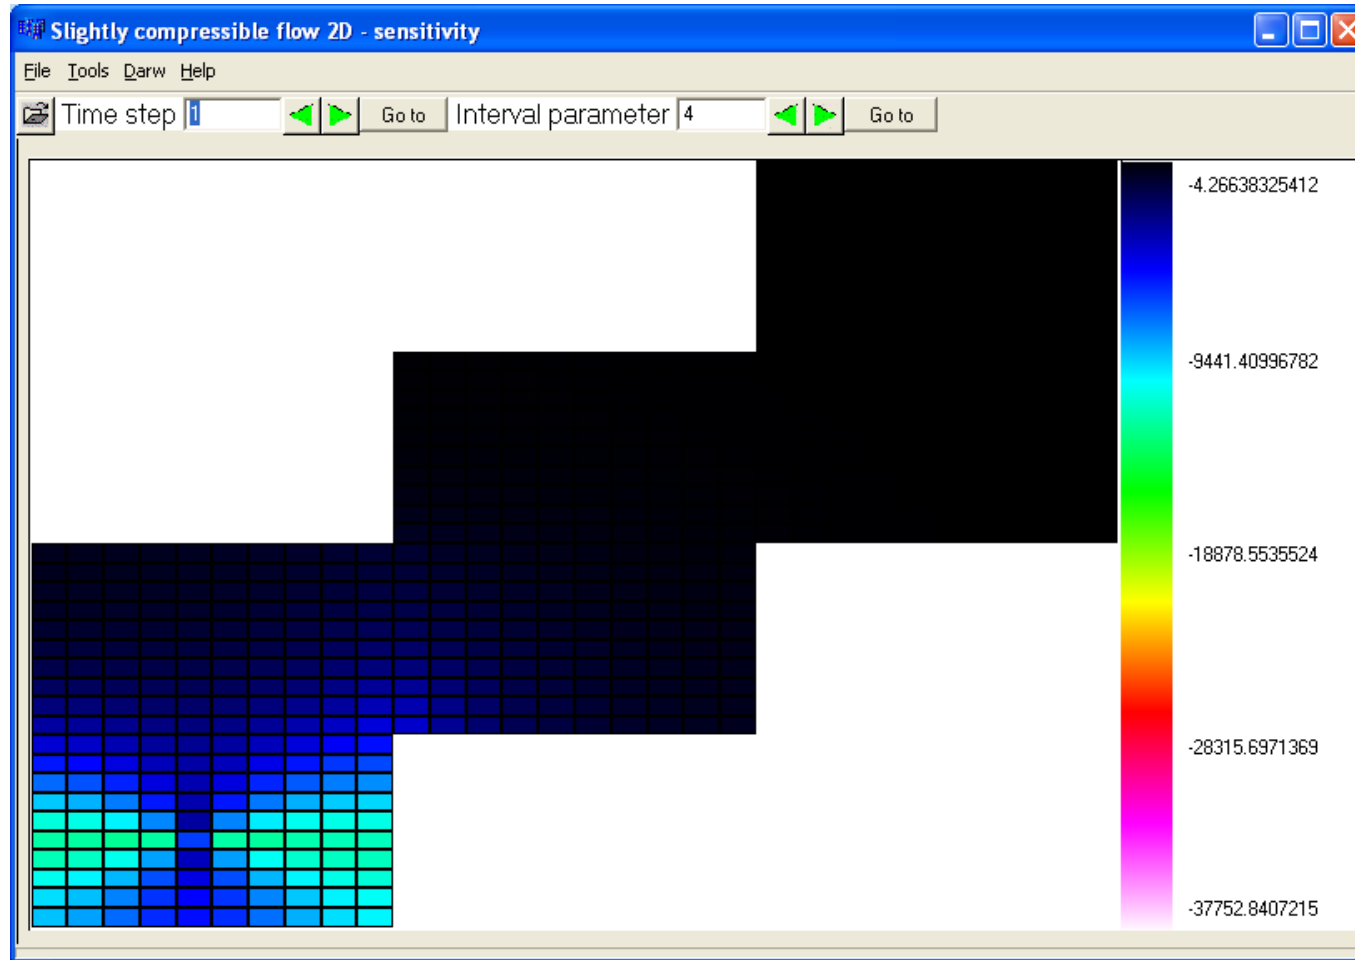 Slightly compressible flow 2D - sensitivity
File Tools Darw Help
Time step 1 Go to Interval parameter 4 Go to
-4.26638325412
-9441.40996782
-18878.5535524
-28315.6971369
-37752.8407215